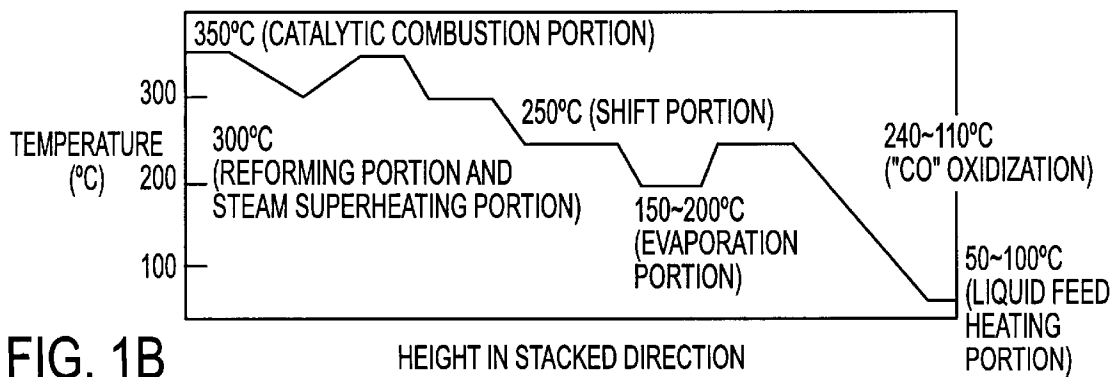 350ºC (CATALYTIC COMBUSTION PORTION)
300
TEMPERATURE
(ºC)
200
100
300ºC
(REFORMING PORTION AND
STEAM SUPERHEATING PORTION)
250ºC (SHIFT PORTION)
150~200ºC
(EVAPORATION
PORTION)
240~110ºC
("CO" OXIDIZATION)
50~100ºC
(LIQUID FEED
HEATING
PORTION)
HEIGHT IN STACKED DIRECTION
FIG. 1B